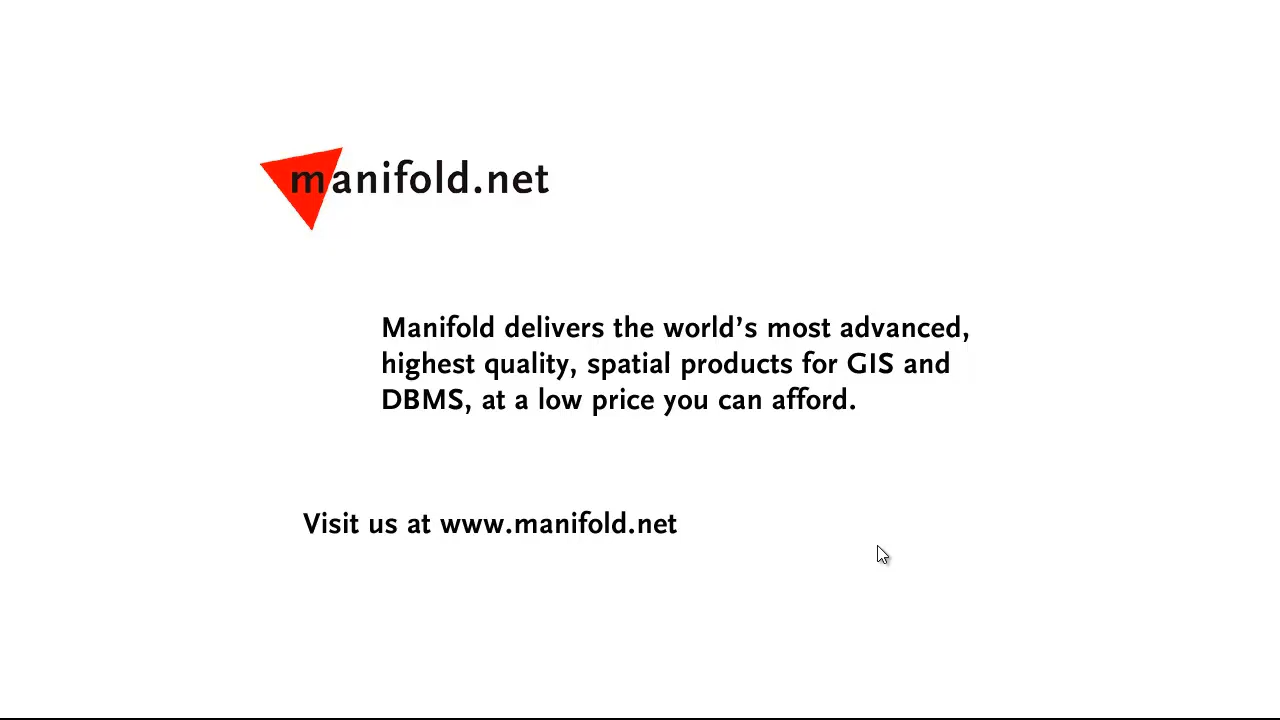 manifold.net
Manifold delivers the world’s most advanced,
highest quality, spatial products for GIS and
DBMS, at a low price you can afford.
Visit us at www.manifold.net